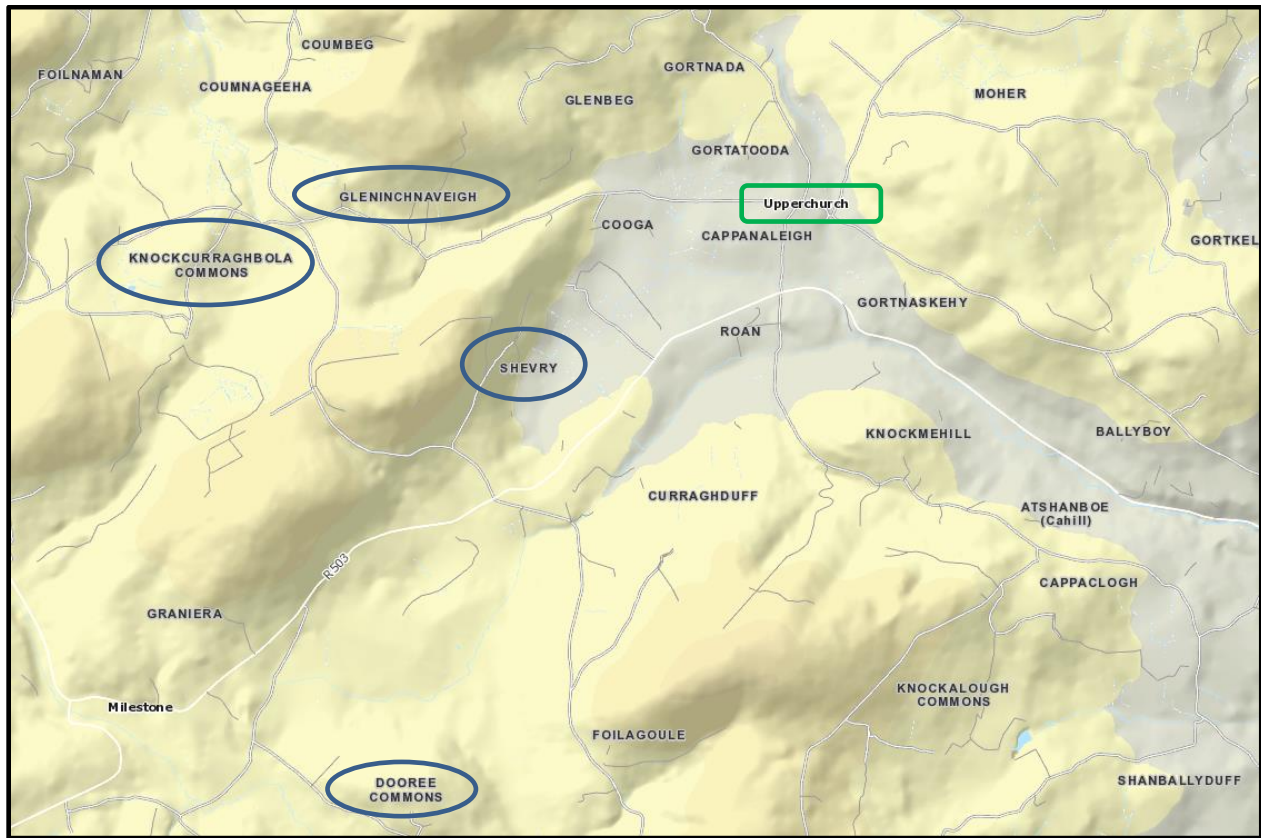 COUMBEG
FOILNAMAN
GORTNADA
COUMNAGEEHA
GLENBEG
MOHER
GORTATOODA
GLENINCHNAVEIGH
Upperchurch
COOGA
CAPPANALEIGH
GORTKEL
KNOCKCURRAGHBOLA
COMMONS
GORTNASKEHY
ROAN
SHEVRY
KNOCKMEHILL
BALLYBOY
CURRAGHDUFF
ATSHANBOE
(Cahill)
R503
CAPPACLOGH
GRANIERA
KNOCKALOUGH
COMMONS
Milestone
FOILAGOULE
DOOREE
COMMONS
SHANBALLYDUFF